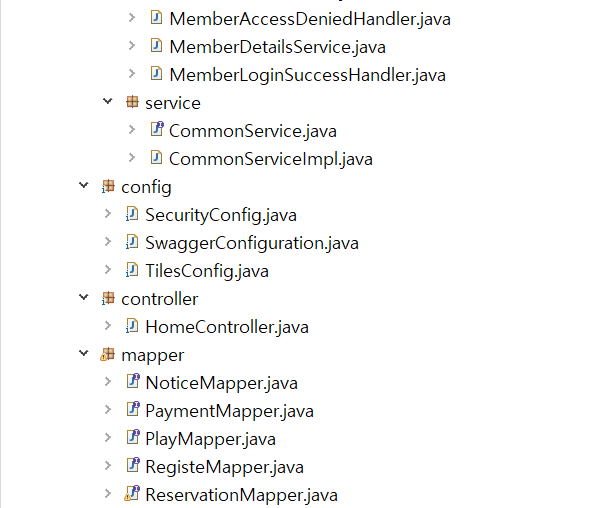 MemberAccessDeniedHandler.java
MemberDetailsService.java
MemberLoginSuccessHandler.java
service
CommonService.java
CommonServiceImpl.java
config
SecurityConfig.java
SwaggerConfiguration.java
TilesConfig.java
controller
HomeController.java
mapper
NoticeMapper.java
PaymentMapper.java
PlayMapper.java
RegisteMapper.java
ReservationMapper.java